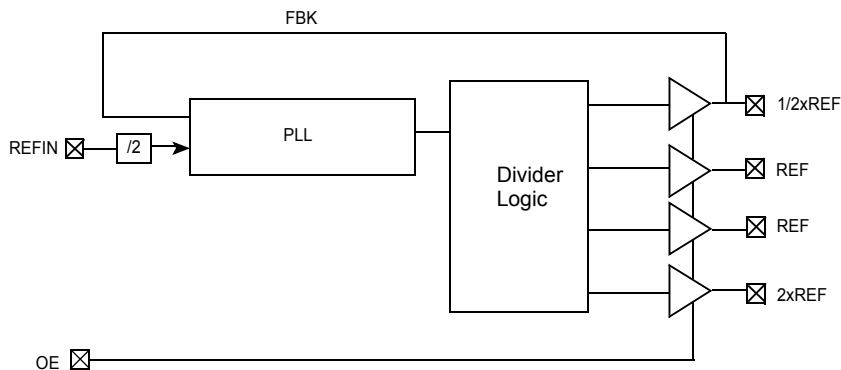 FBK
1/2xREF
PLL
REFIN
/2
REF
Divider
Logic
REF
2xREF
OE